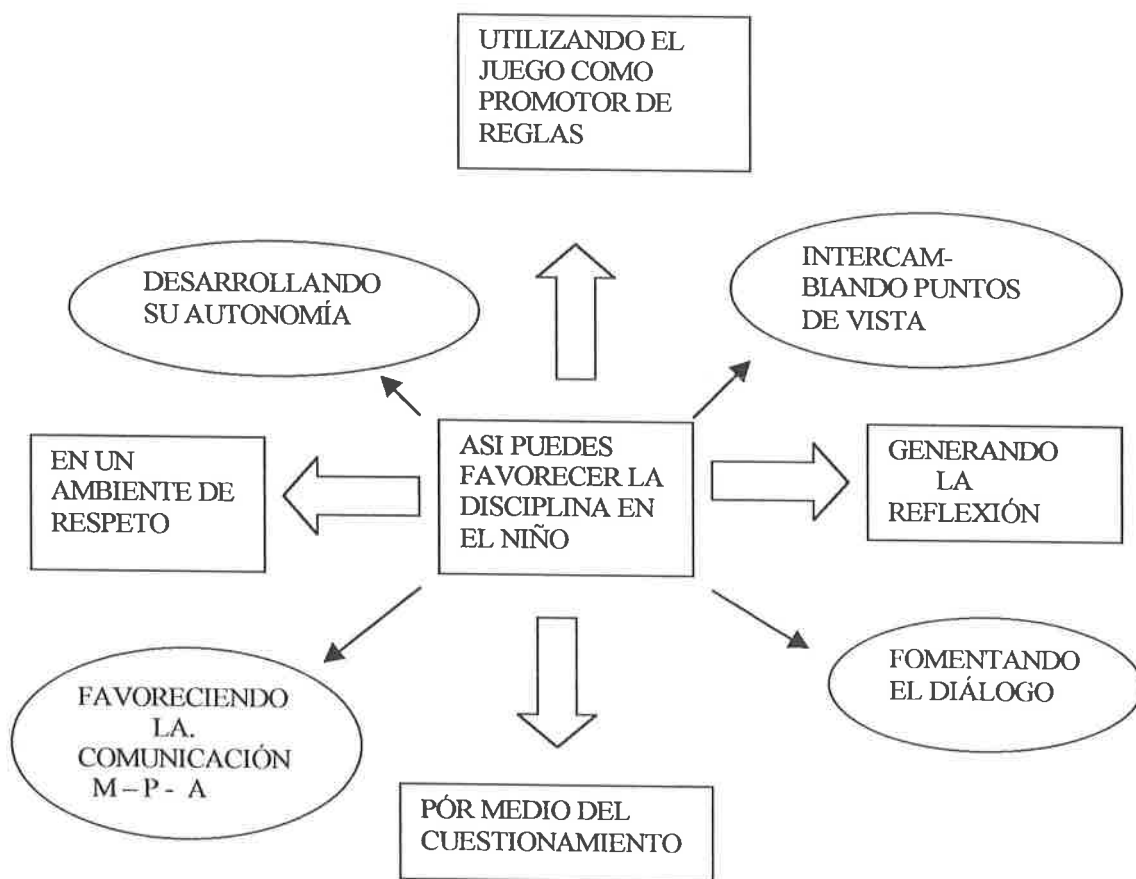 UTILIZANDO EL
JUEGO COMO
PROMOTOR DE
REGLAS
DESARROLLANDO
SU AUTONOMÍA
INTERCAM-
BIANDO PUNTOS
DE VISTA
EN UN
AMBIENTE DE
RESPETO
ASI PUEDES
FAVORECER LA
DISCIPLINA EN
EL NIÑO
GENERANDO
LA
REFLEXIÓN
FAVORECIENDO
LA.
COMUNICACIÓN
M – P - A
FOMENTANDO
EL DIÁLOGO
PÓR MEDIO DEL
CUESTIONAMIENTO